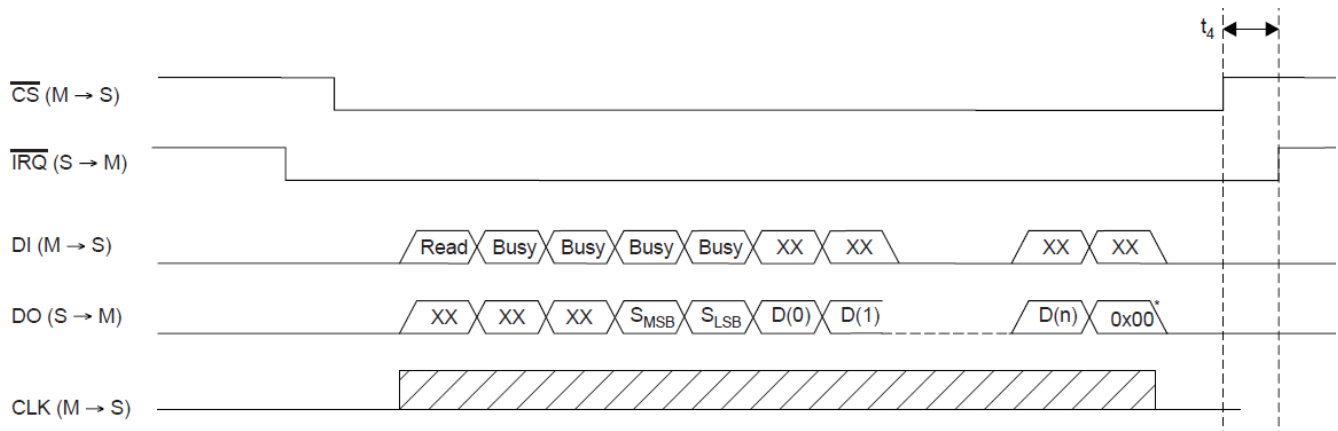 t4
CS (M → S)
IRQ (S → M)
DI (M → S) Read Busy Busy Busy Busy XX XX XX XX
DO (S → M) XX XX XX SMSB SLSB D(0) D(1) D(n) 0x00*
CLK (M → S)